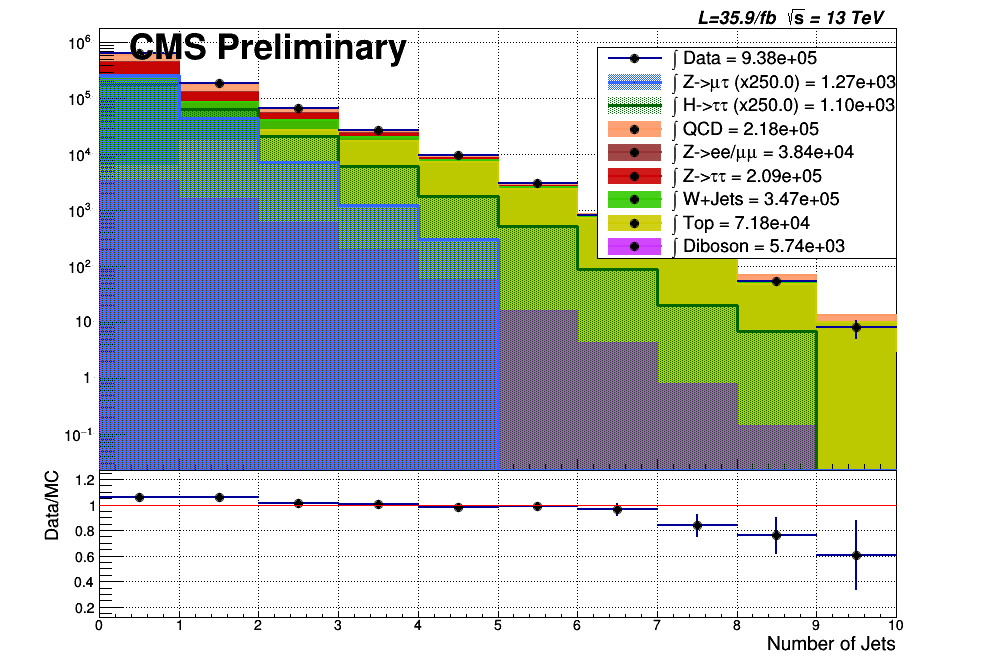 L=35.9/fb √s = 13 TeV
CMS Preliminary
∫ Data = 9.38e+05
∫ Z->μτ (x250.0) = 1.27e+03
∫ H->ττ (x250.0) = 1.10e+03
∫ QCD = 2.18e+05
∫ Z->ee/μμ = 3.84e+04
∫ Z->ττ = 2.09e+05
∫ W+Jets = 3.47e+05
∫ Top = 7.18e+04
∫ Diboson = 5.74e+03
10⁶
10⁵
10⁴
10³
10²
10
1
10⁻¹
Data/MC
1.2
1
0.8
0.6
0.4
0.2
0 1 2 3 4 5 6 7 8 9 10
Number of Jets